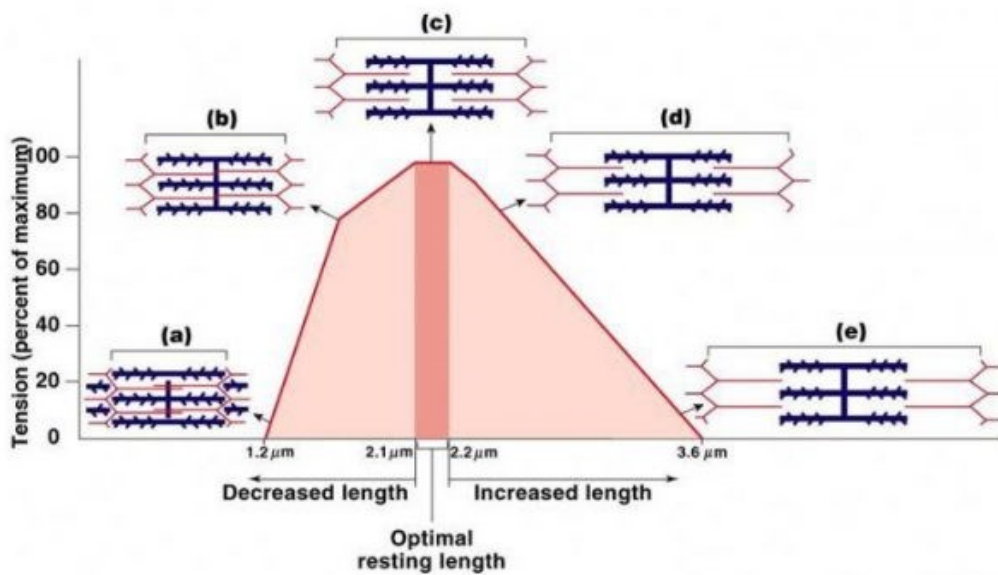 (c)
(b)
(d)
100
80
60
40
20
0
Tension (percent of maximum)
(a)
(e)
1.2 μm
2.1 μm
2.2 μm
3.6 μm
Decreased length
Increased length
Optimal
resting length